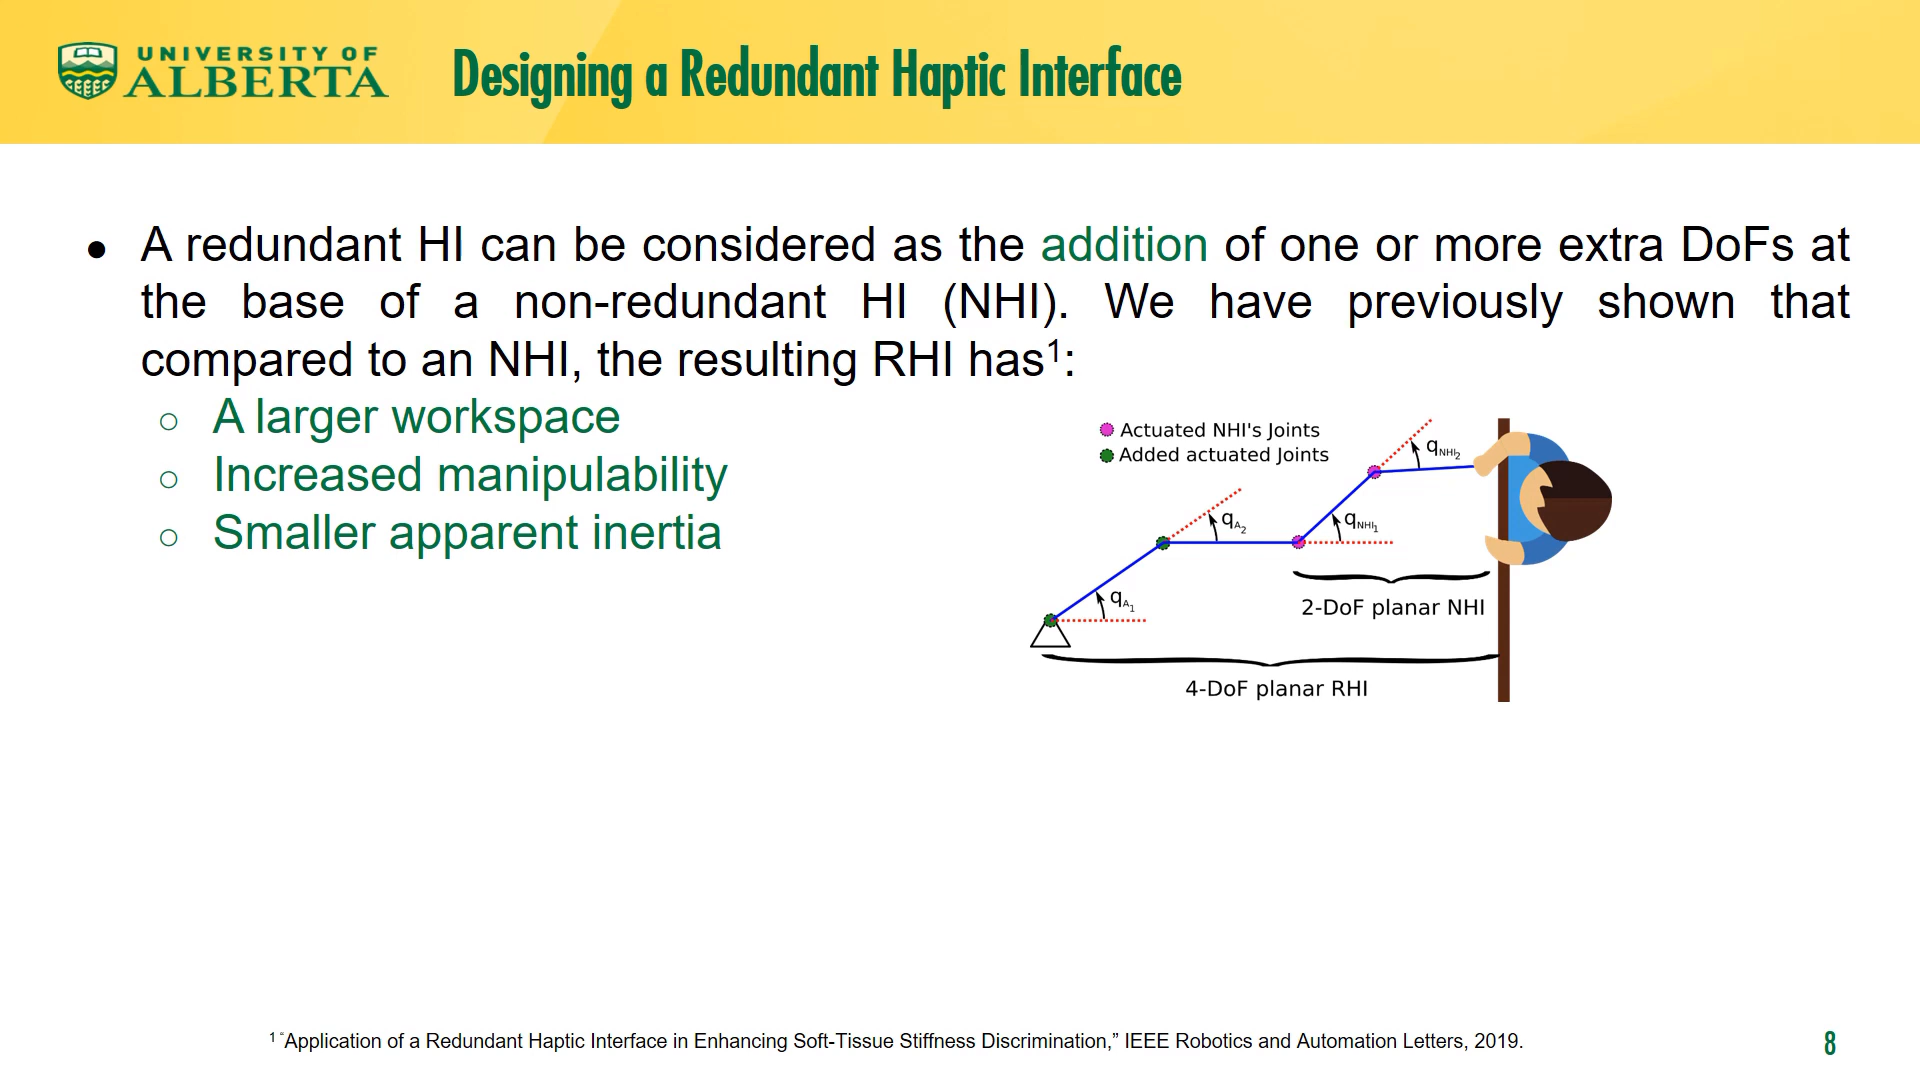 UNIVERSITY OF
ALBERTA
Designing a Redundant Haptic Interface
● A redundant HI can be considered as the addition of one or more extra DoFs at
the base of a non-redundant HI (NHI). We have previously shown that
compared to an NHI, the resulting RHI has¹:
○ A larger workspace
○ Increased manipulability
○ Smaller apparent inertia
Actuated NHI's Joints
Added actuated Joints
qNHI₂
qA₂
qNHI₁
qA₁
2-DoF planar NHI
4-DoF planar RHI
¹ “Application of a Redundant Haptic Interface in Enhancing Soft-Tissue Stiffness Discrimination,” IEEE Robotics and Automation Letters, 2019.
8